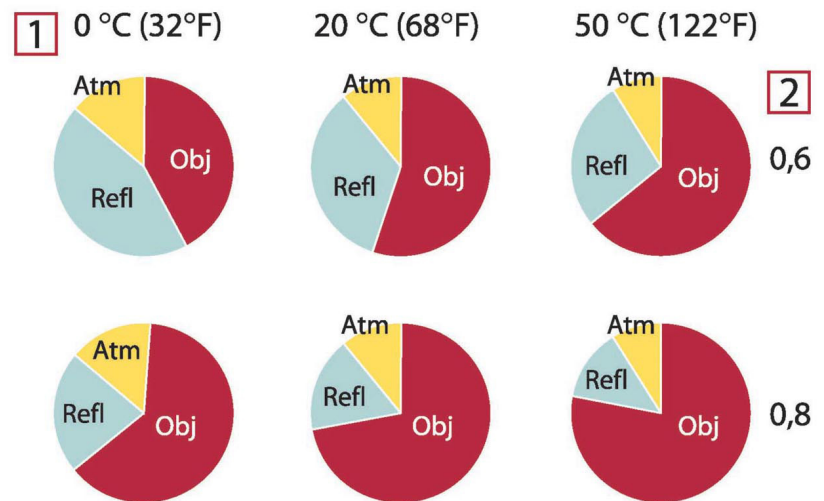 1 0 °C (32°F) 20 °C (68°F) 50 °C (122°F)
Atm Atm Atm
2
Obj Refl Obj Refl Refl Obj 0,6
Atm Atm Atm
Refl Obj Refl Obj Refl Obj 0,8